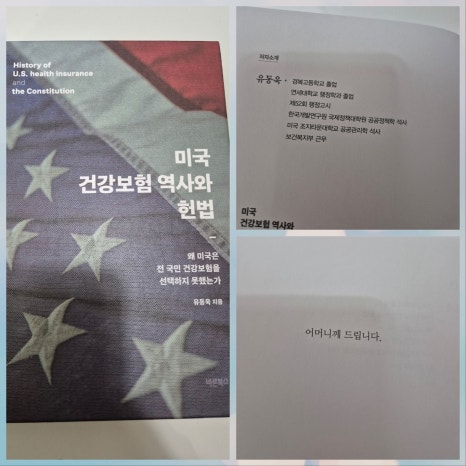 History of
U.S. health insurance
and
the Constitution
미국
건강보험 역사와
헌법
왜 미국은
전 국민 건강보험을
선택하지 못했는가
유동욱 지음
바른북스
저자소개
유동욱 · 경복고등학교 졸업
연세대학교 행정학과 졸업
제52회 행정고시
한국개발연구원 국제정책대학원 공공정책학 석사
미국 조지타운대학교 공공관리학 석사
보건복지부 근무
미국
건강보험 역사와
어머니께 드립니다.